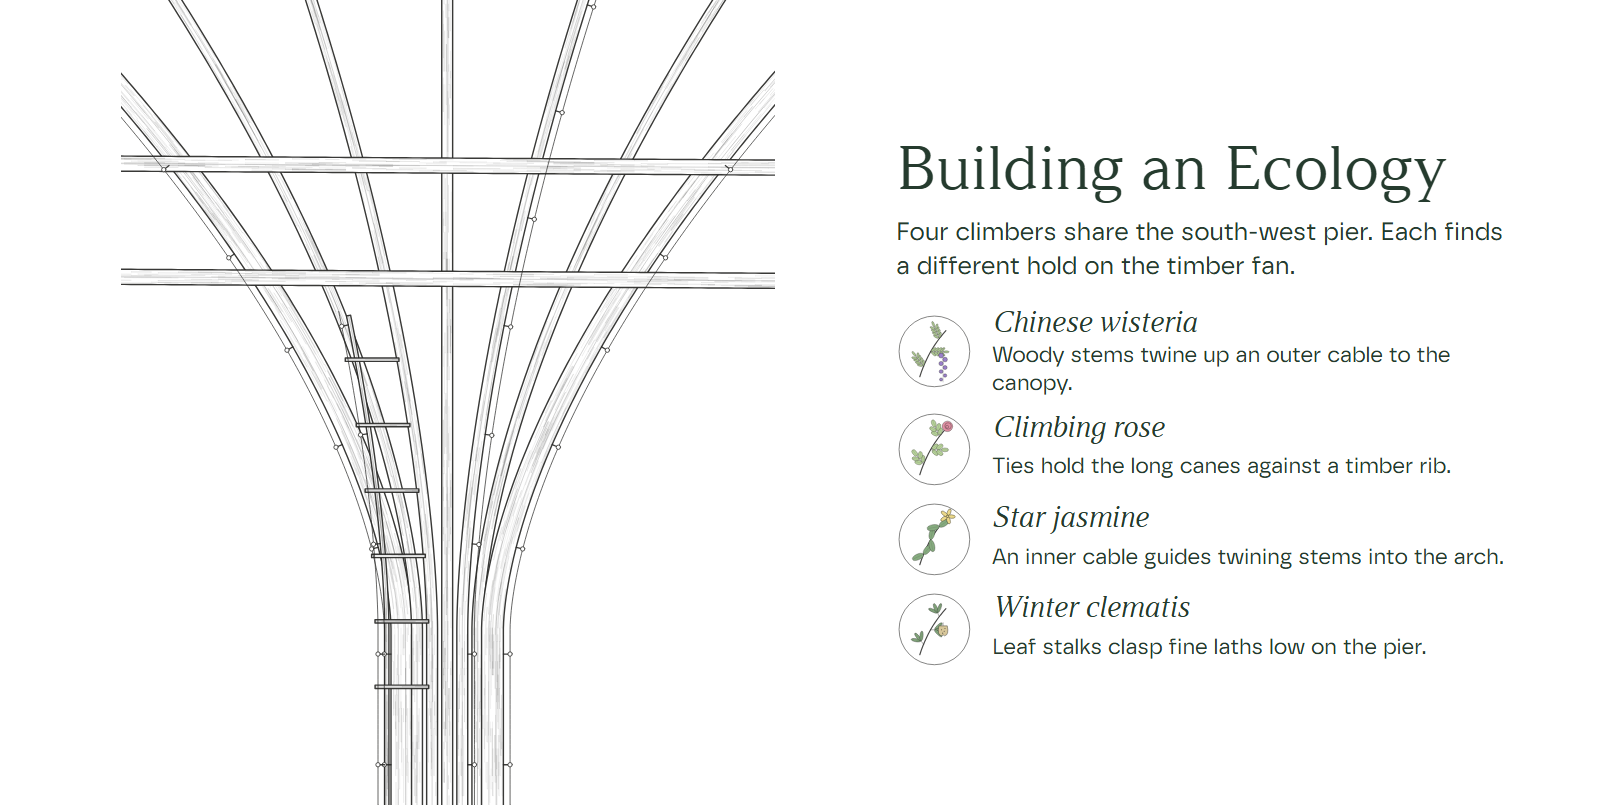 Building an Ecology
Four climbers share the south-west pier. Each finds
a different hold on the timber fan.
Chinese wisteria
Woody stems twine up an outer cable to the
canopy.
Climbing rose
Ties hold the long canes against a timber rib.
Star jasmine
An inner cable guides twining stems into the arch.
Winter clematis
Leaf stalks clasp fine laths low on the pier.